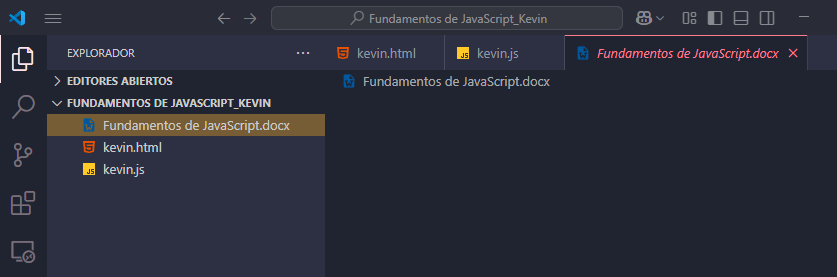 Fundamentos de JavaScript_Kevin
EXPLORADOR
kevin.html
kevin.js
Fundamentos de JavaScript.docx
EDITORES ABIERTOS
Fundamentos de JavaScript.docx
FUNDAMENTOS DE JAVASCRIPT_KEVIN
Fundamentos de JavaScript.docx
kevin.html
JS kevin.js